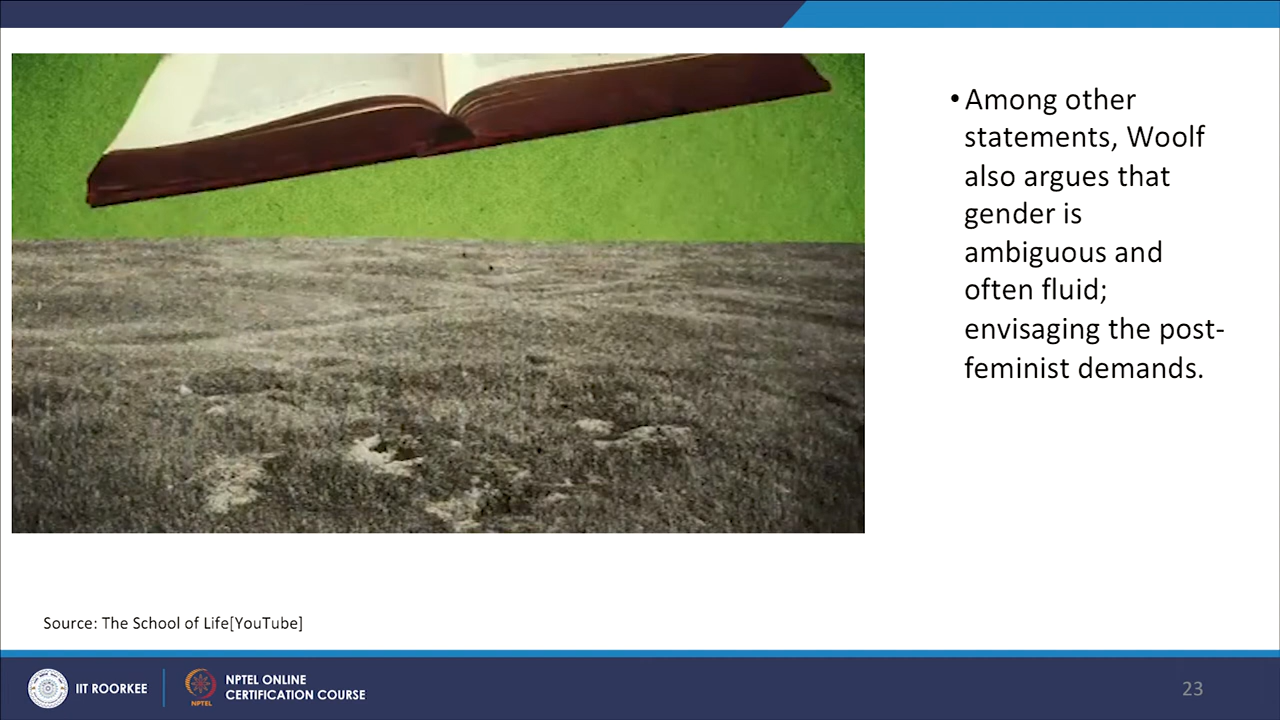 • Among other
statements, Woolf
also argues that
gender is
ambiguous and
often fluid;
envisaging the post-
feminist demands.
Source: The School of Life[YouTube]
IIT ROORKEE
NPTEL
NPTEL ONLINE
CERTIFICATION COURSE
23